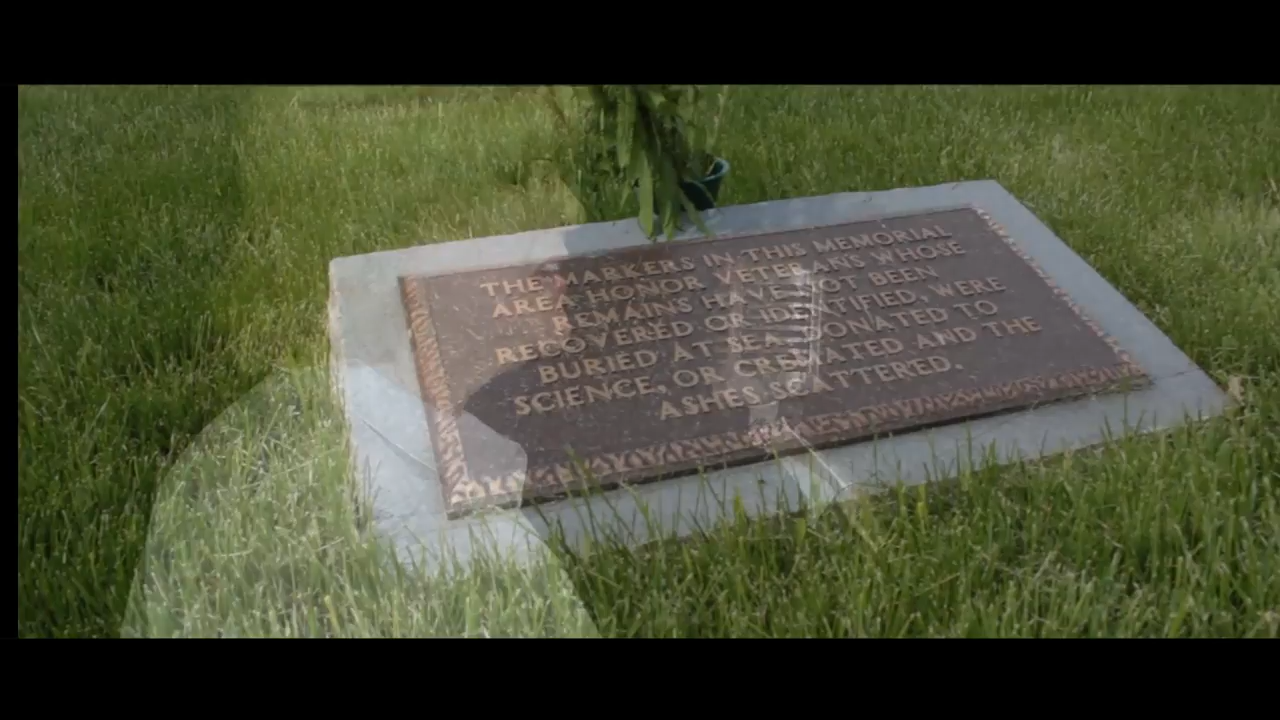 THE MARKERS IN THIS MEMORIAL
AREA HONOR VETERANS WHOSE
REMAINS HAVE NOT BEEN
RECOVERED OR IDENTIFIED, WERE
BURIED AT SEA, DONATED TO
SCIENCE, OR CREMATED AND THE
ASHES SCATTERED.